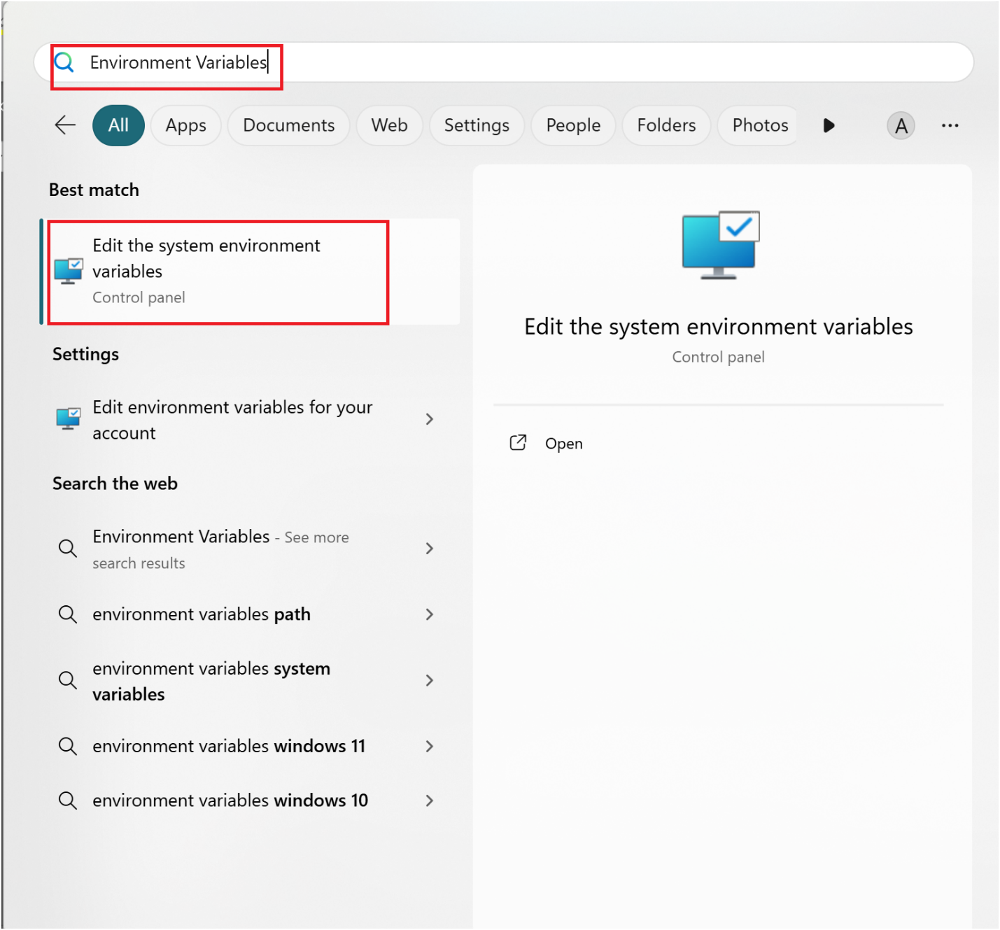 Environment Variables
All
Apps
Documents
Web
Settings
People
Folders
Photos
A
Best match
Edit the system environment
variables
Control panel
Settings
Edit environment variables for your
account
Search the web
Environment Variables - See more
search results
environment variables path
environment variables system
variables
environment variables windows 11
environment variables windows 10
Edit the system environment variables
Control panel
Open